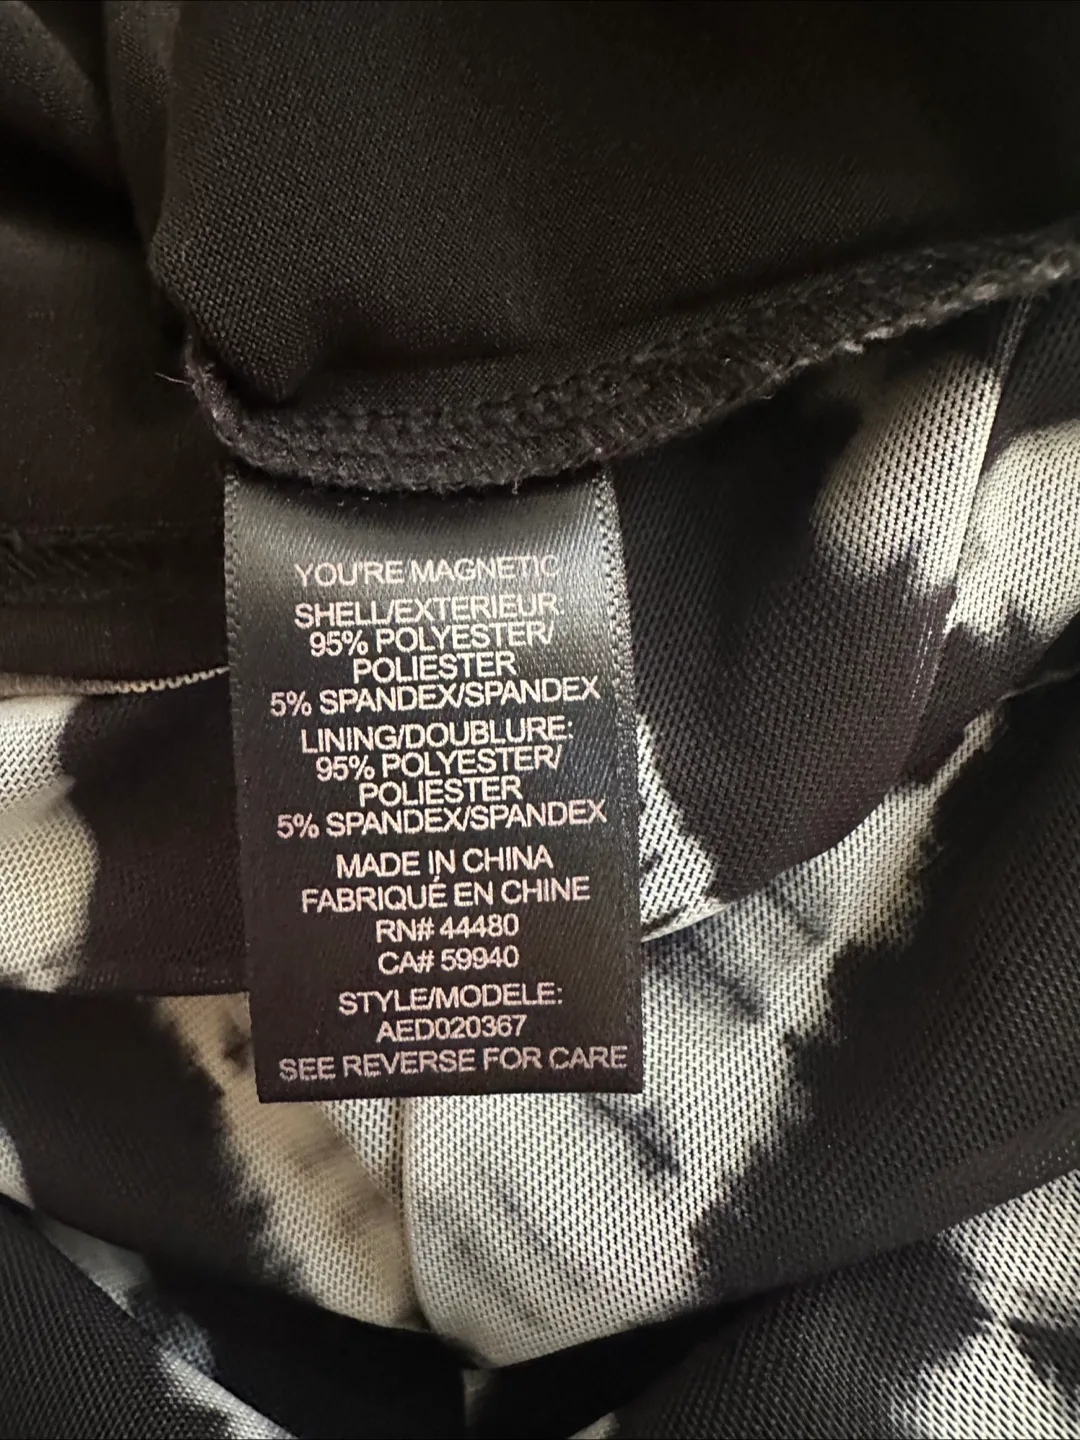 YOU'RE MAGNETIC
SHELL/EXTERIEUR:
95% POLYESTER/
POLIESTER
5% SPANDEX/SPANDEX
LINING/DOUBLURE:
95% POLYESTER/
POLIESTER
5% SPANDEX/SPANDEX
MADE IN CHINA
FABRIQUÉ EN CHINE
RN# 44480
CA# 59940
STYLE/MODELE:
AED020367
SEE REVERSE FOR CARE